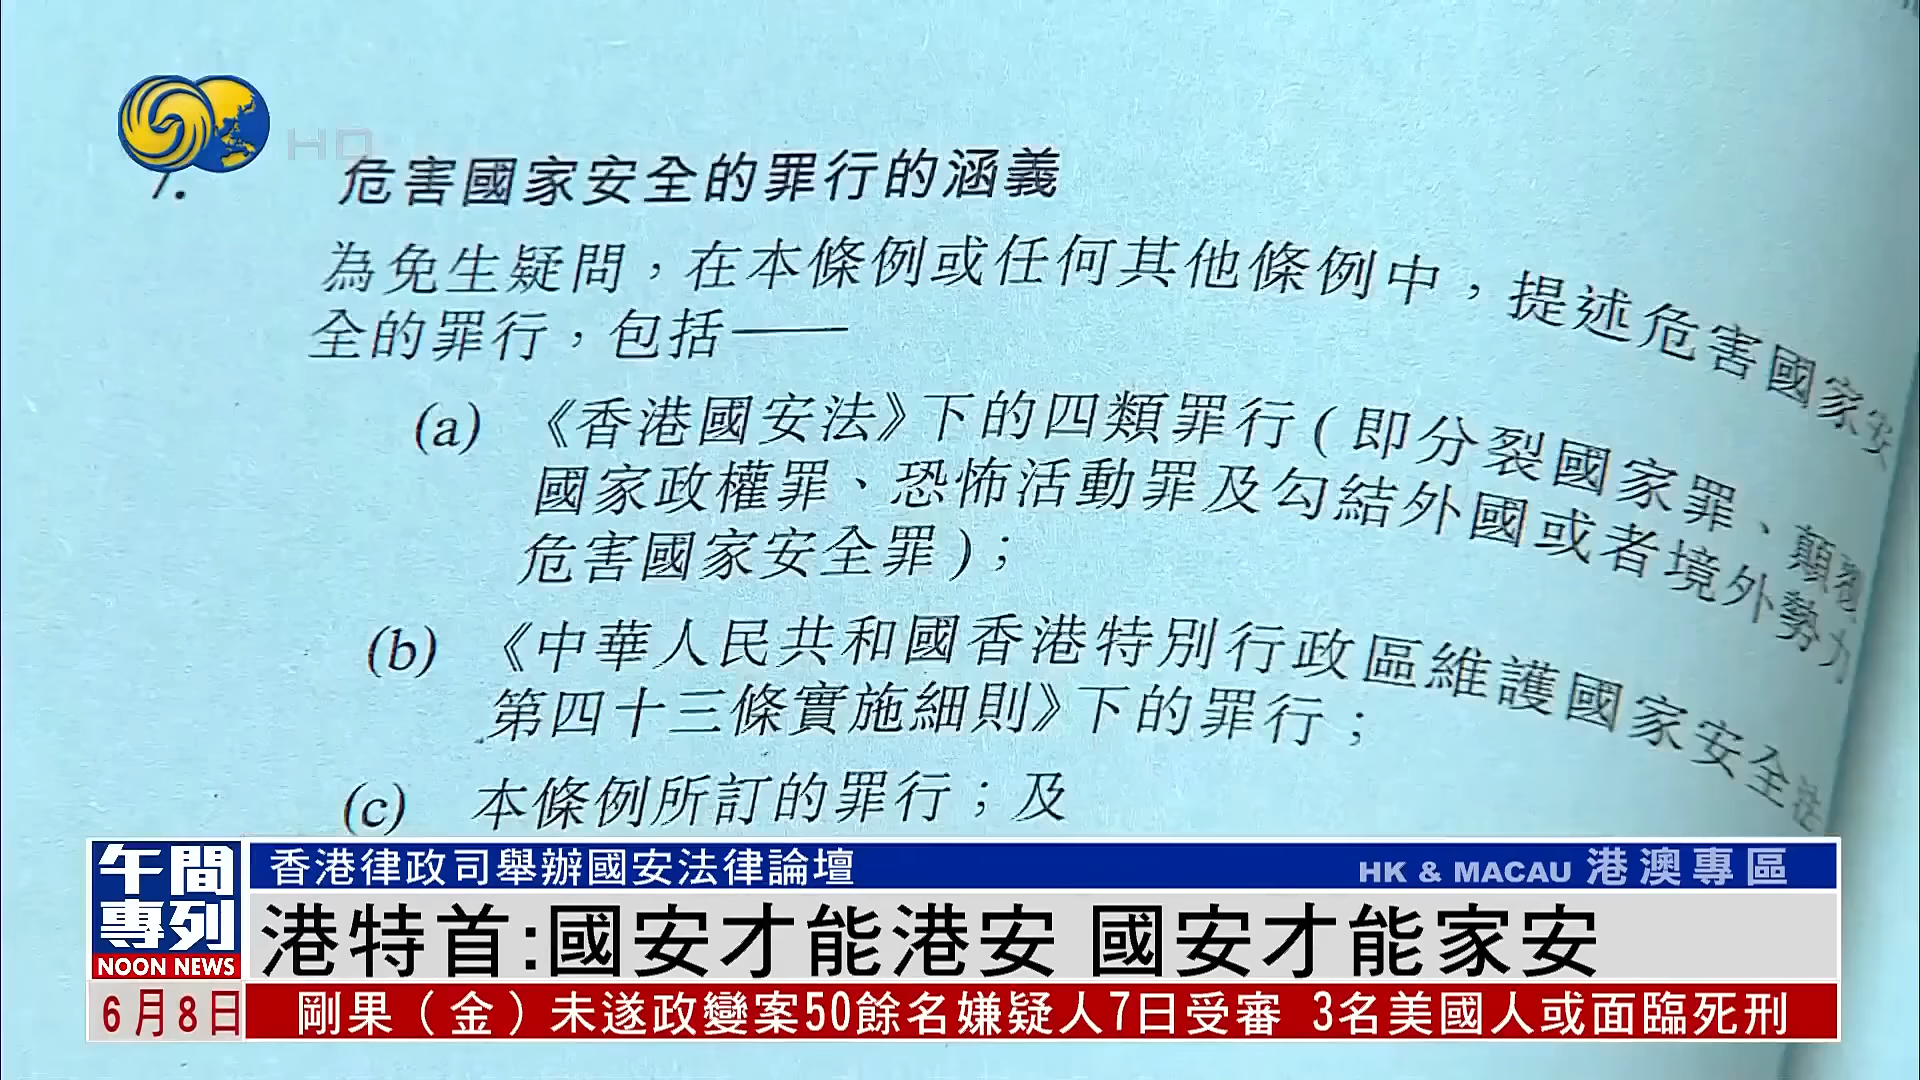 HD
7.
危害國家安全的罪行的涵義
為免生疑問，在本條例或任何其他條例中，提述危害國家安
全的罪行，包括——
(a) 《香港國安法》下的四類罪行(即分裂國家罪、顛覆
國家政權罪、恐怖活動罪及勾結外國或者境外勢力
危害國家安全罪)；
(b) 《中華人民共和國香港特別行政區維護國家安全法
第四十三條實施細則》下的罪行；
(c) 本條例所訂的罪行；及
午間
專列
NOON NEWS
香港律政司舉辦國安法律論壇
HK & MACAU 港澳專區
港特首:國安才能港安 國安才能家安
6月8日
剛果（金）未遂政變案50餘名嫌疑人7日受審 3名美國人或面臨死刑